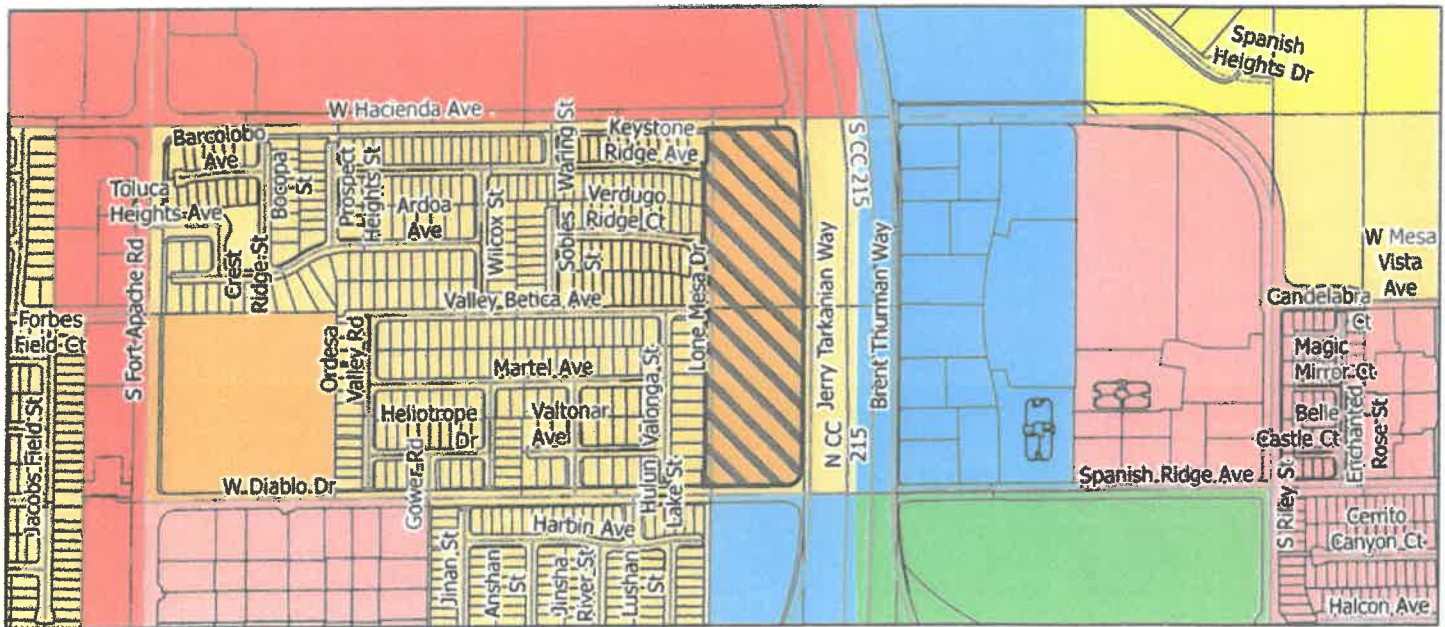 Spanish
Heights Dr
W Hacienda Ave
Barcolobo
Ave
Bocopa
St
Prospect
Heights St
Waring St
Keystone
Ridge Ave
S CC 215
Toluca
Heights Ave
Ardoa
Ave
Wilcox St
Verdugo
Ridge Ct
Sobies
St
Crest
Ridge St
S Fort Apache Rd
Lone Mesa Dr
Jerry Tarkanian Way
Brent Thurman Way
W Mesa
Vista
Ave
Valley Betica Ave
Candelabra
Ct
Forbes
Field Ct
Ordesa
Valley Rd
Martel Ave
Valonga St
Magic
Mirror Ct
Jacobs Field St
Heliotrope
Dr
Valtonar
Ave
Belle
Castle Ct
Enchanted
Rose St
N CC
215
Gowers Rd
W Diablo Dr
Hulun
Lake St
Spanish Ridge Ave
S Riley St
Harbin Ave
Jinan St
Anshan
St
Jinsha
River St
Lushan
St
Cerrito
Canyon Ct
Halcon Ave